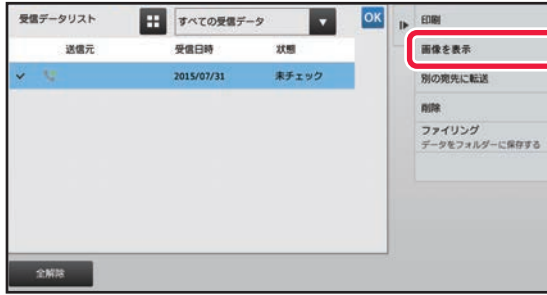 受信データリスト
すべての受信データ
OK
送信元 受信日時 状態
2015/07/31 未チェック
全解除
印刷
画像を表示
別の宛先に転送
削除
ファイリング
データをフォルダーに保存する